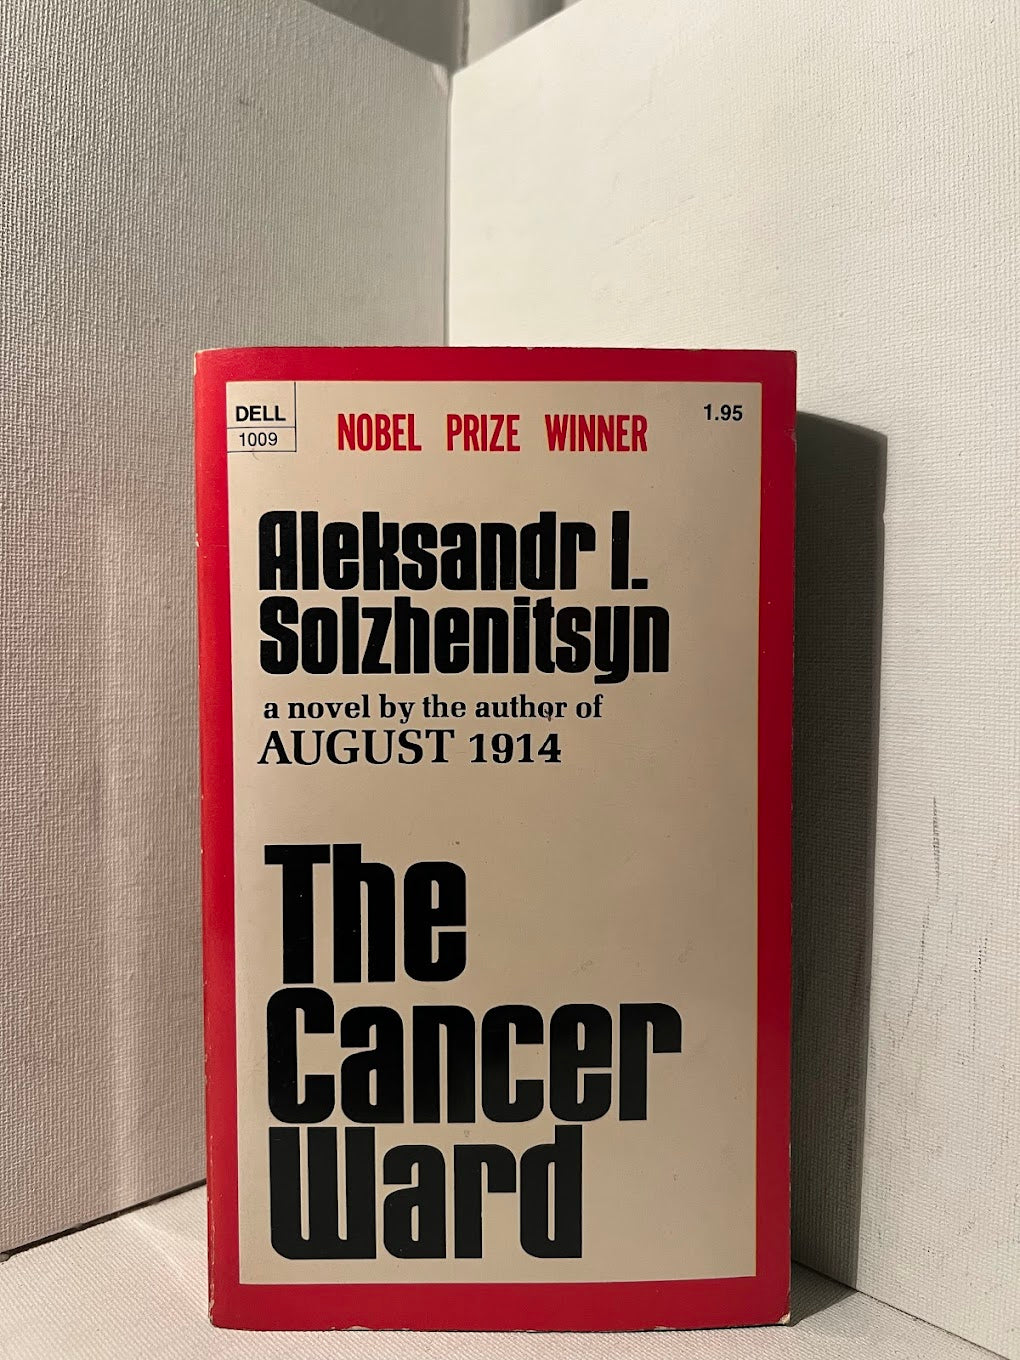 DELL
1009
NOBEL PRIZE WINNER
1.95
Aleksandr I.
Solzhenitsyn
a novel by the author of
AUGUST 1914
The
Cancer
Ward